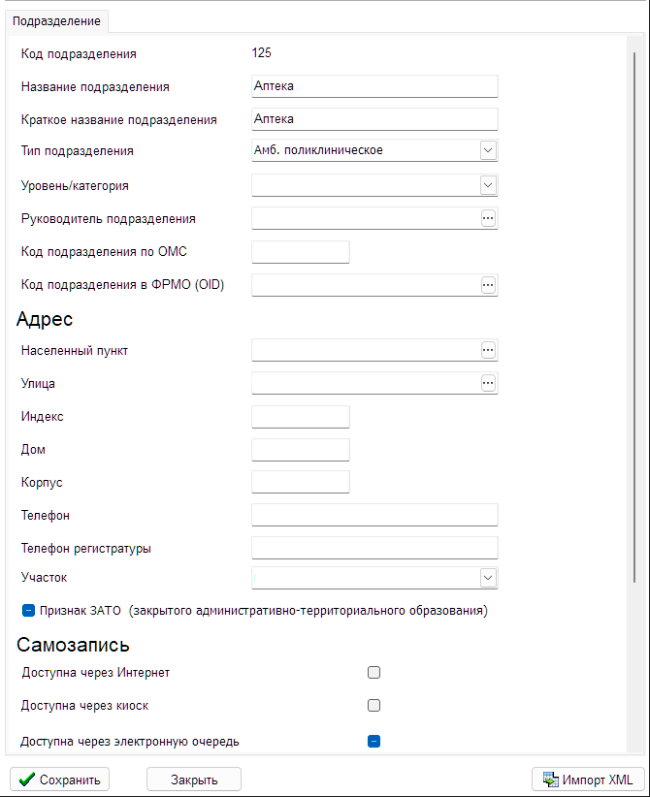 Подразделение
Код подразделения 125
Название подразделения Аптека
Краткое название подразделения Аптека
Тип подразделения Амб. поликлиническое
Уровень/категория
Руководитель подразделения
Код подразделения по ОМС
Код подразделения в ФРМО (OID)
Адрес
Населенный пункт
Улица
Индекс
Дом
Корпус
Телефон
Телефон регистратуры
Участок
Признак ЗАТО (закрытого административно-территориального образования)
Самозапись
Доступна через Интернет
Доступна через киоск
Доступна через электронную очередь
Сохранить Закрыть Импорт XML